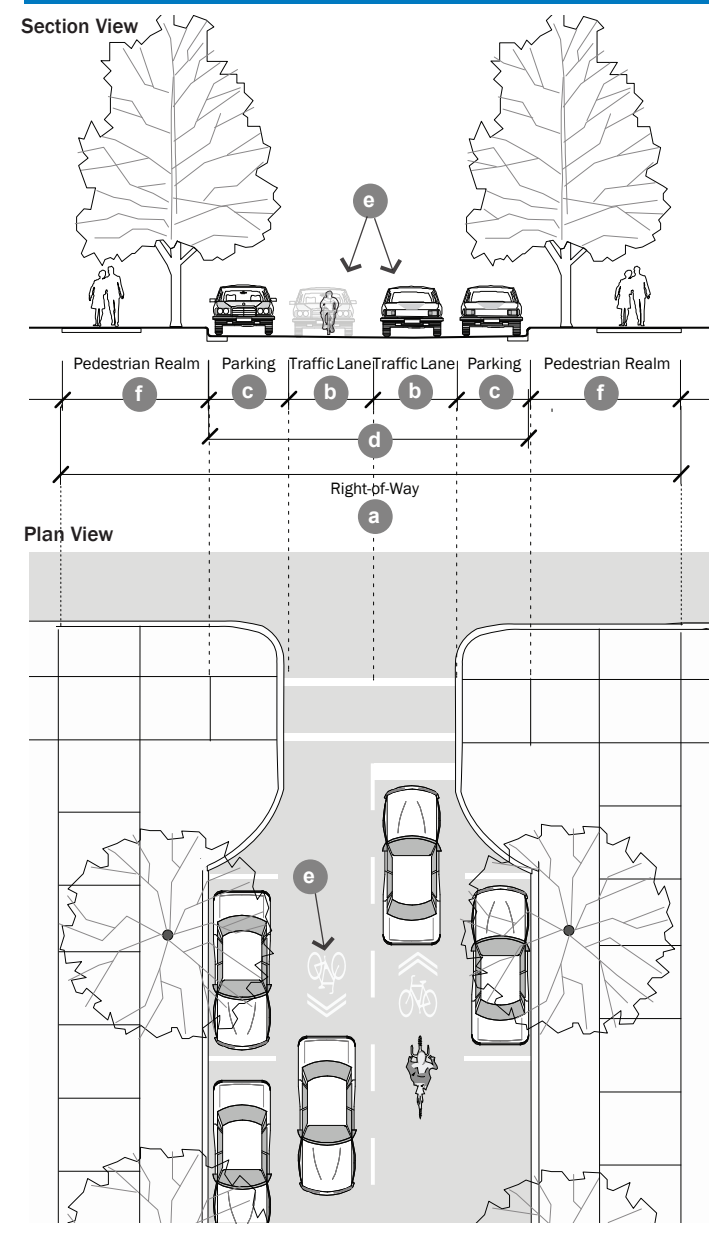 Section View
e
Pedestrian Realm Parking Traffic Lane Traffic Lane Parking Pedestrian Realm
f c b b c f
d
Right-of-Way
a
Plan View
e